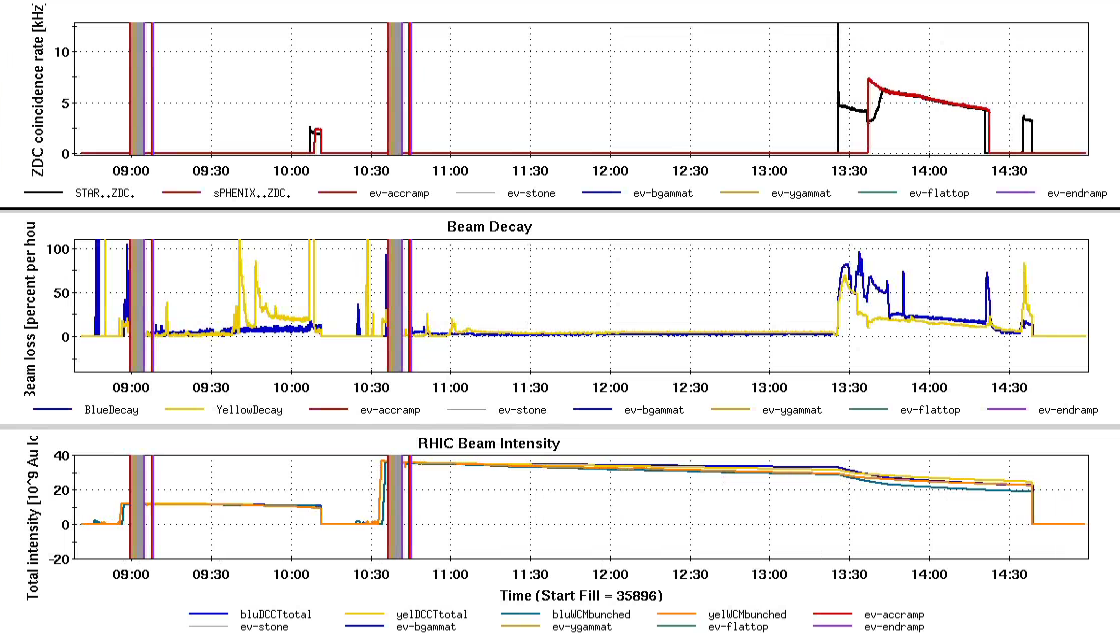 ZDC coincidence rate [kHz]
10
5
0
09:00 09:30 10:00 10:30 11:00 11:30 12:00 12:30 13:00 13:30 14:00 14:30
STAR..ZDC. sPHENIX..ZDC. ev-accramp ev-stone ev-bgammat ev-ygammat ev-flattop ev-endramp
Beam Decay
Beam loss [percent per hou
100
50
0
09:00 09:30 10:00 10:30 11:00 11:30 12:00 12:30 13:00 13:30 14:00 14:30
BlueDecay YellowDecay ev-accramp ev-stone ev-bgammat ev-ygammat ev-flattop ev-endramp
RHIC Beam Intensity
Total intensity [10^9 Au Ic
40
20
0
-20
09:00 09:30 10:00 10:30 11:00 11:30 12:00 12:30 13:00 13:30 14:00 14:30
Time (Start Fill = 35896)
bluDCCTtotal yelDCCTtotal bluWCMbunched yelWCMbunched ev-accramp
ev-stone ev-bgammat ev-ygammat ev-flattop ev-endramp